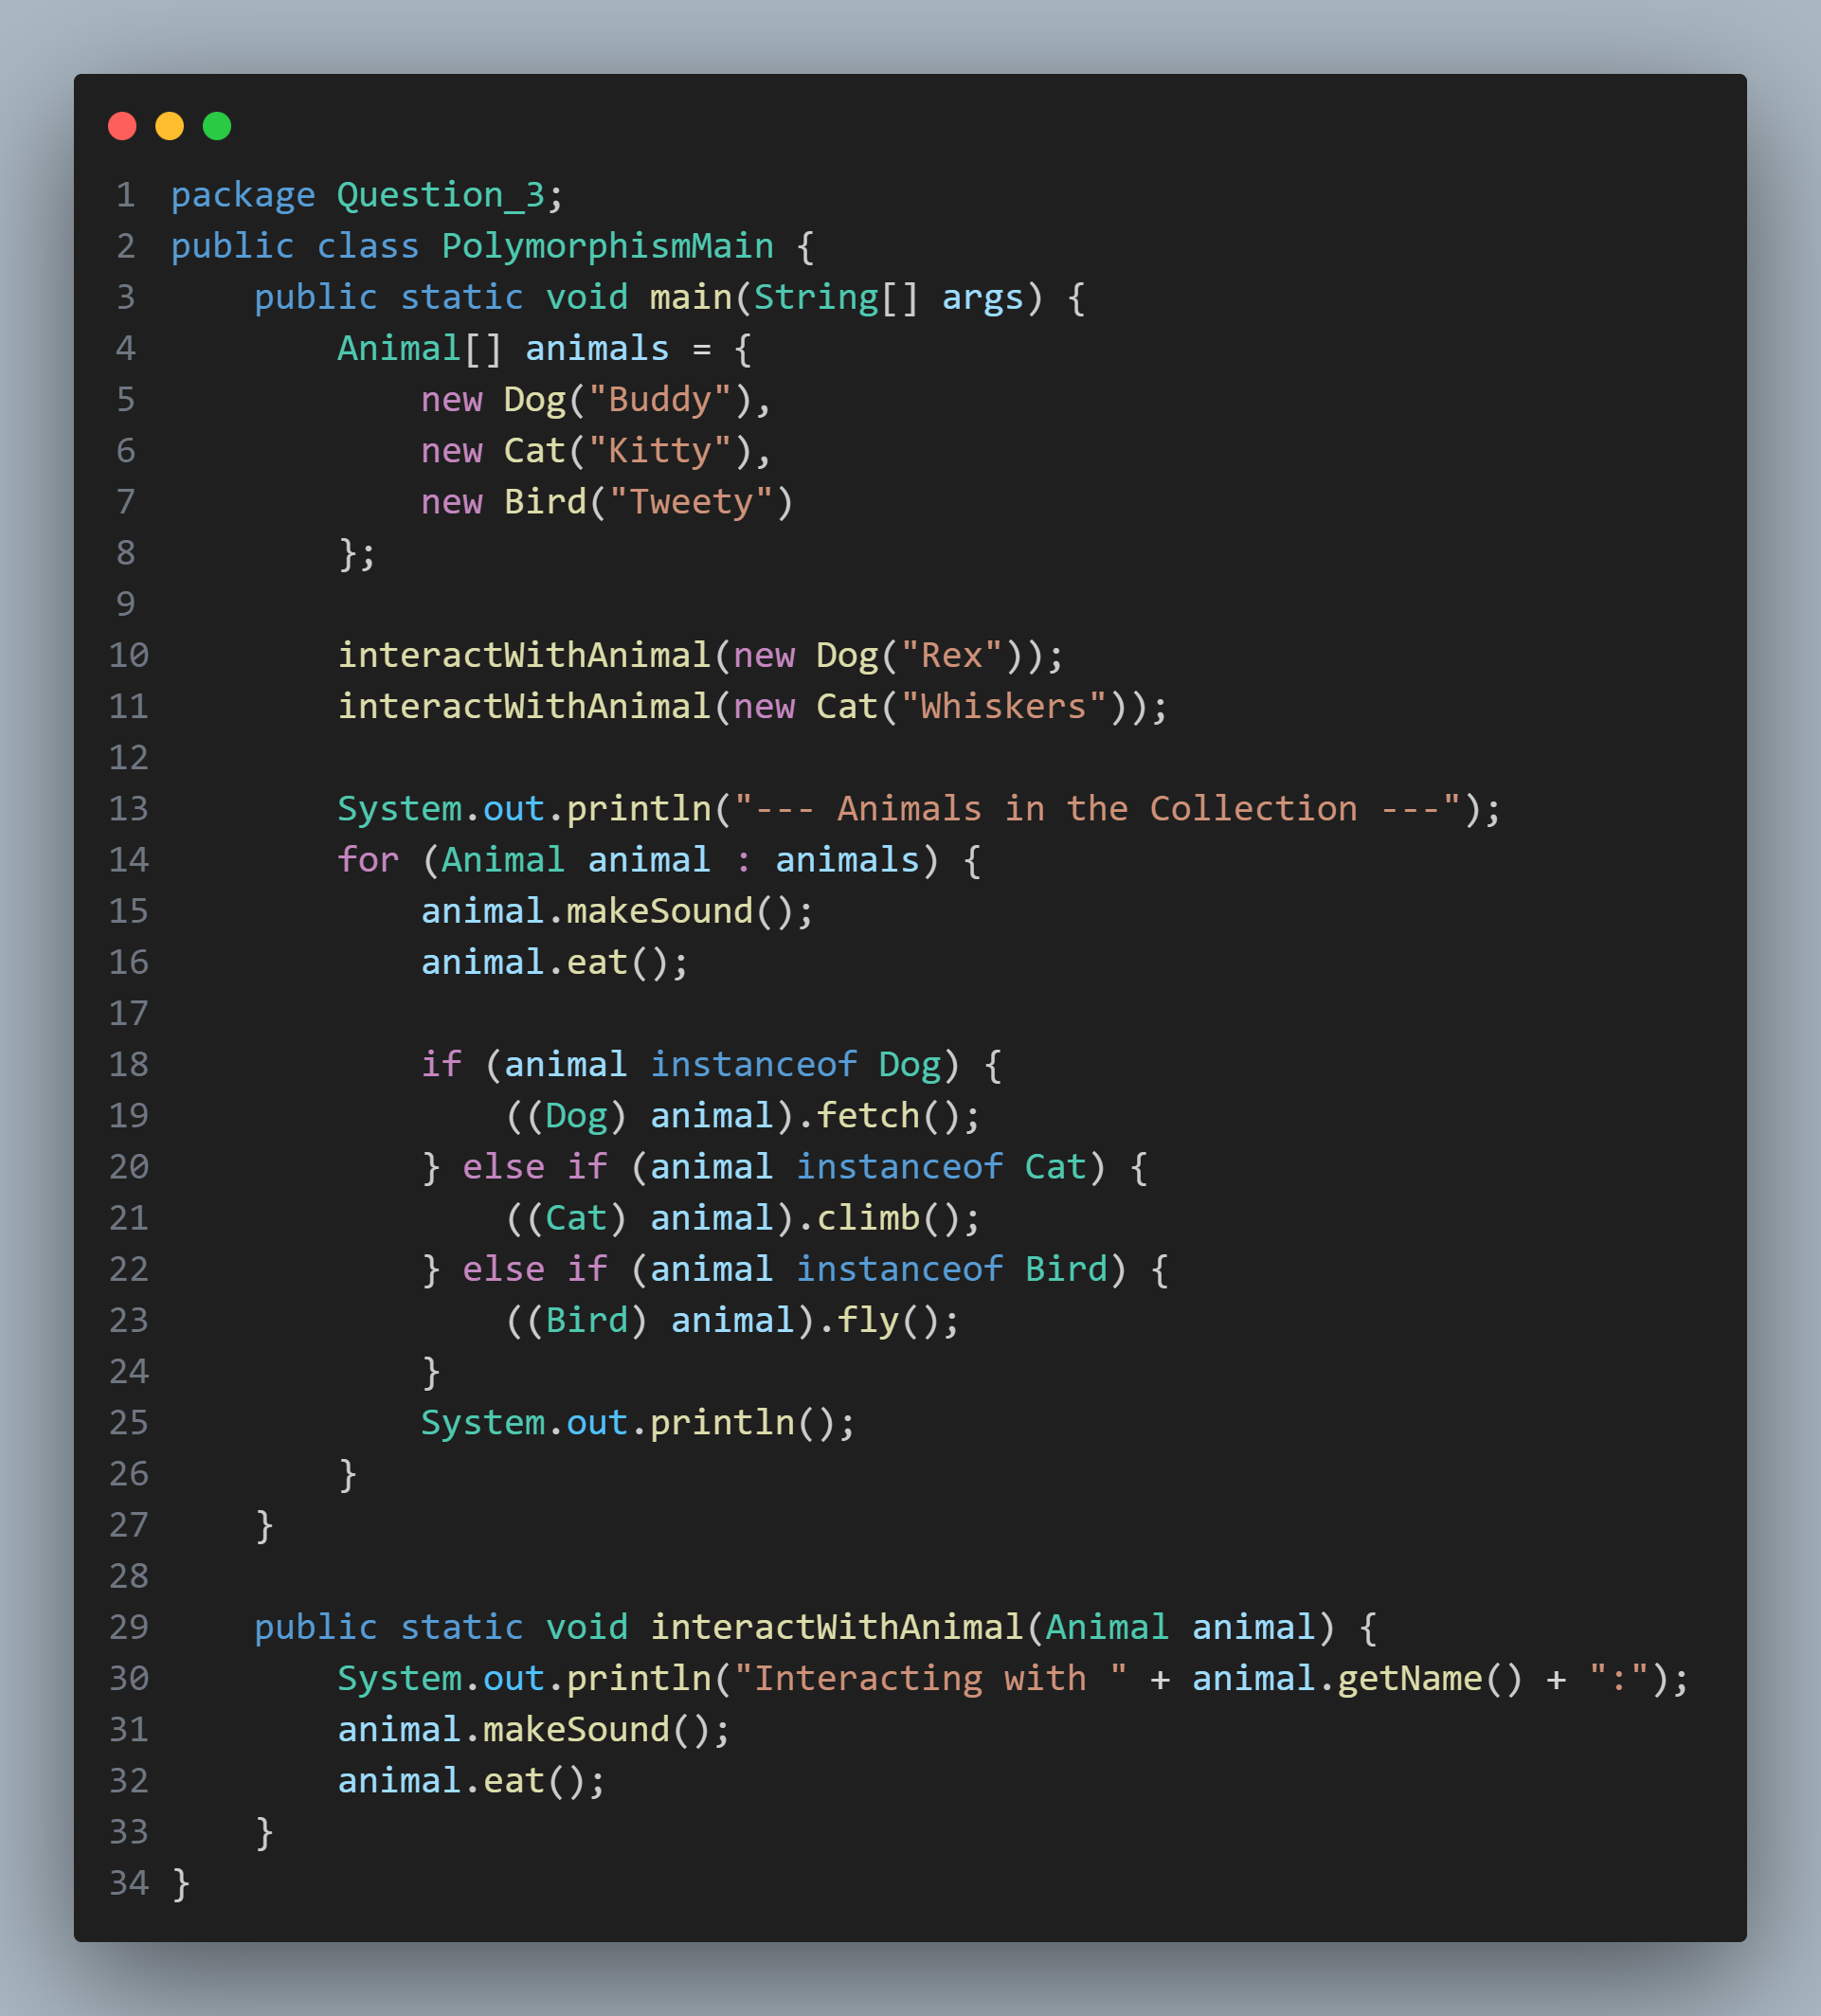 1 package Question_3;
2 public class PolymorphismMain {
3     public static void main(String[] args) {
4         Animal[] animals = {
5             new Dog("Buddy"),
6             new Cat("Kitty"),
7             new Bird("Tweety")
8         };
9
10         interactWithAnimal(new Dog("Rex"));
11         interactWithAnimal(new Cat("Whiskers"));
12
13         System.out.println("--- Animals in the Collection ---");
14         for (Animal animal : animals) {
15             animal.makeSound();
16             animal.eat();
17
18             if (animal instanceof Dog) {
19                 ((Dog) animal).fetch();
20             } else if (animal instanceof Cat) {
21                 ((Cat) animal).climb();
22             } else if (animal instanceof Bird) {
23                 ((Bird) animal).fly();
24             }
25             System.out.println();
26         }
27     }
28
29     public static void interactWithAnimal(Animal animal) {
30         System.out.println("Interacting with " + animal.getName() + ":");
31         animal.makeSound();
32         animal.eat();
33     }
34 }